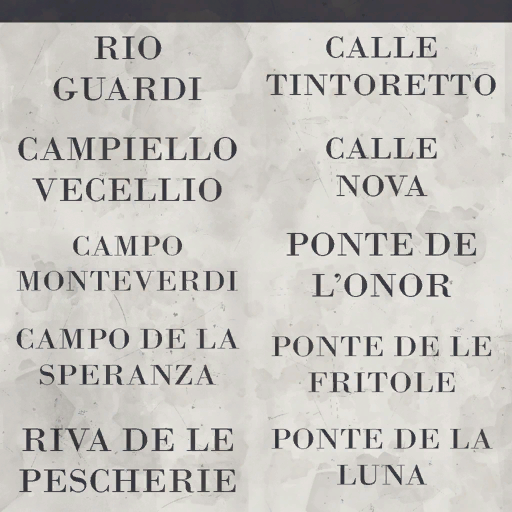 RIO
GUARDI
CAMPIELLO
VECELLIO
CAMPO
MONTEVERDI
CAMPO DE LA
SPERANZA
RIVA DE LE
PESCHERIE
CALLE
TINTORETTO
CALLE
NOVA
PONTE DE
L'ONOR
PONTE DE LE
FRITOLE
PONTE DE LA
LUNA